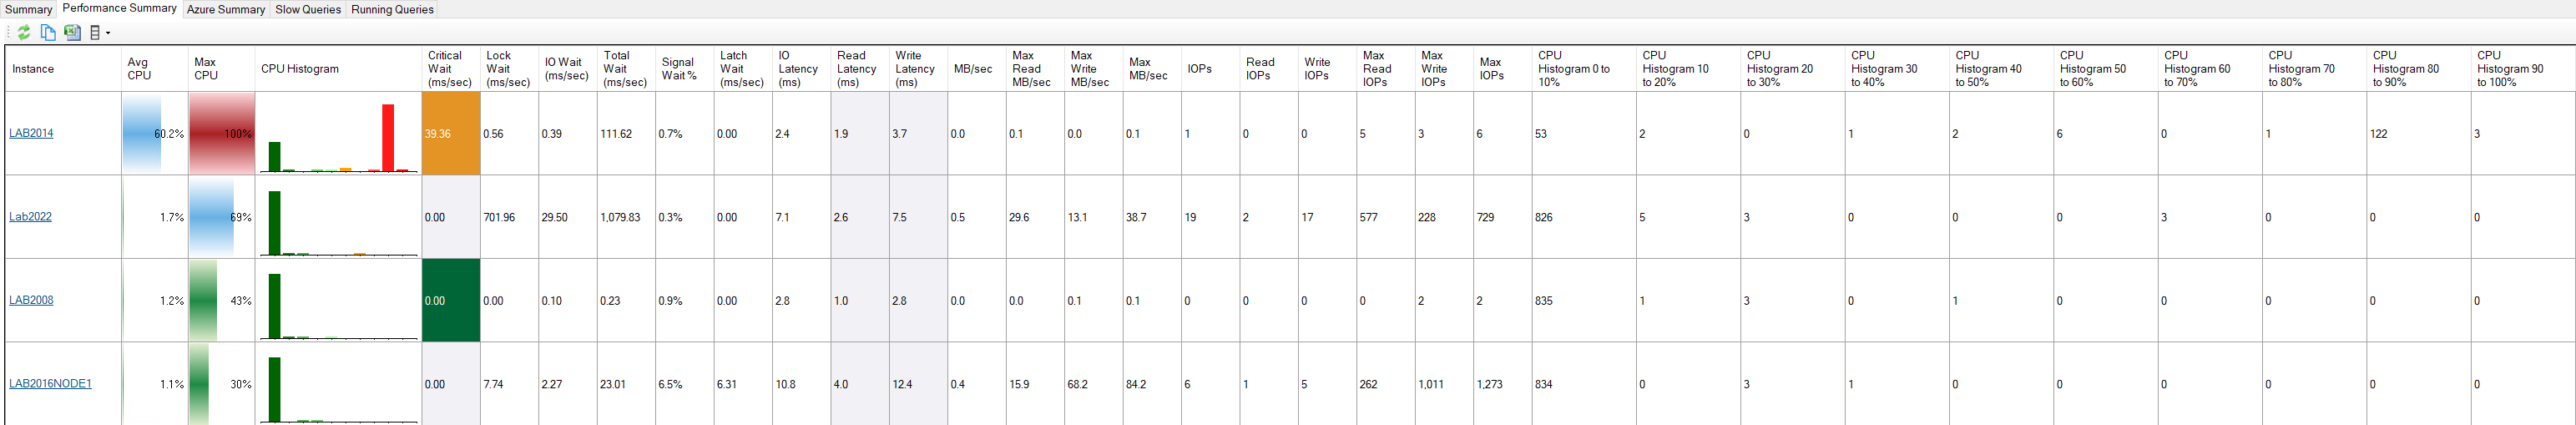 Summary Performance Summary Azure Summary Slow Queries Running Queries
Instance Avg CPU Max CPU CPU Histogram Critical Wait (ms/sec) Lock Wait (ms/sec) IO Wait (ms/sec) Total Wait (ms/sec) Signal Wait % Latch Wait (ms/sec) IO Latency (ms) Read Latency (ms) Write Latency (ms) MB/sec Max Read MB/sec Max Write MB/sec Max MB/sec IOPs Read IOPs Write IOPs Max Read IOPs Max Write IOPs Max IOPs CPU Histogram 0 to 10% CPU Histogram 10 to 20% CPU Histogram 20 to 30% CPU Histogram 30 to 40% CPU Histogram 40 to 50% CPU Histogram 50 to 60% CPU Histogram 60 to 70% CPU Histogram 70 to 80% CPU Histogram 80 to 90% CPU Histogram 90 to 100%
LAB2014 60.2% 100% 39.36 0.56 0.39 111.62 0.7% 0.00 2.4 1.9 3.7 0.0 0.1 0.0 0.1 1 0 0 5 3 6 53 2 0 1 2 6 0 1 122 3
Lab2022 1.7% 69% 0.00 701.96 29.50 1,079.83 0.3% 0.00 7.1 2.6 7.5 0.5 29.6 13.1 38.7 19 2 17 577 228 729 826 5 3 0 0 0 3 0 0 0
LAB2008 1.2% 43% 0.00 0.00 0.10 0.23 0.9% 0.00 2.8 1.0 2.8 0.0 0.0 0.1 0.1 0 0 0 0 2 2 835 1 3 0 1 0 0 0 0 0
LAB2016NODE1 1.1% 30% 0.00 7.74 2.27 23.01 6.5% 6.31 10.8 4.0 12.4 0.4 15.9 68.2 84.2 6 1 5 262 1,011 1,273 834 0 3 1 0 0 0 0 0 0